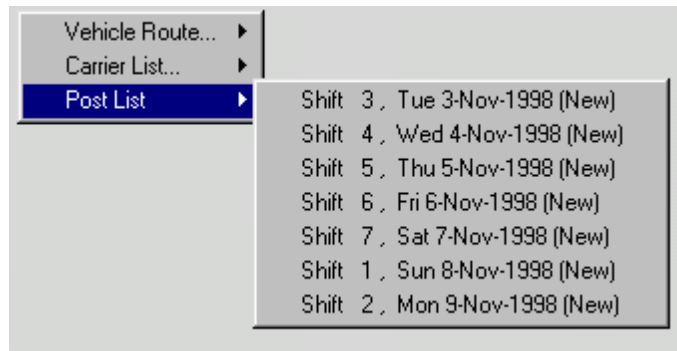 Vehicle Route...
Carrier List...
Post List
Shift 3 , Tue 3-Nov-1998 (New)
Shift 4 , Wed 4-Nov-1998 (New)
Shift 5 , Thu 5-Nov-1998 (New)
Shift 6 , Fri 6-Nov-1998 (New)
Shift 7 , Sat 7-Nov-1998 (New)
Shift 1 , Sun 8-Nov-1998 (New)
Shift 2 , Mon 9-Nov-1998 (New)